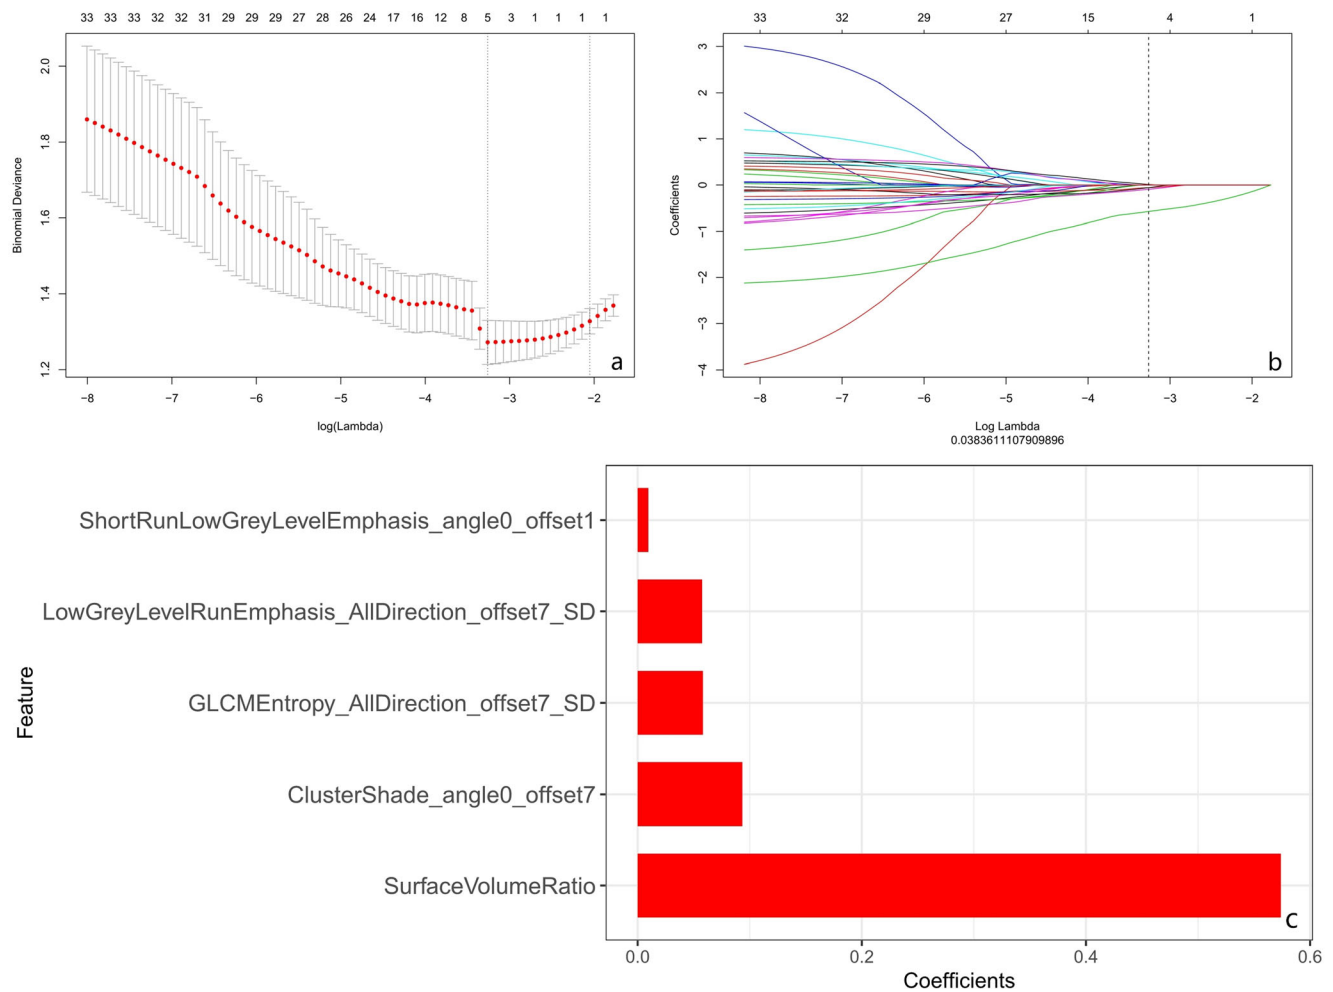 33 33 33 32 32 31 29 29 29 27 26 24 17 16 12 8 5 3 1 1 1 1
2.0
1.8
1.6
1.4
1.2
Binomial Deviance
a
−8 −7 −6 −5 −4 −3 −2
log(Lambda)
33 32 29 27 15 4 1
3
2
1
0
−1
−2
−3
−4
Coefficients
b
−8 −7 −6 −5 −4 −3 −2
Log Lambda
0.0383611107909896
ShortRunLowGreyLevelEmphasis_angle0_offset1
LowGreyLevelRunEmphasis_AllDirection_offset7_SD
GLCMEntropy_AllDirection_offset7_SD
ClusterShade_angle0_offset7
SurfaceVolumeRatio
Feature
c
0.0 0.2 0.4 0.6
Coefficients